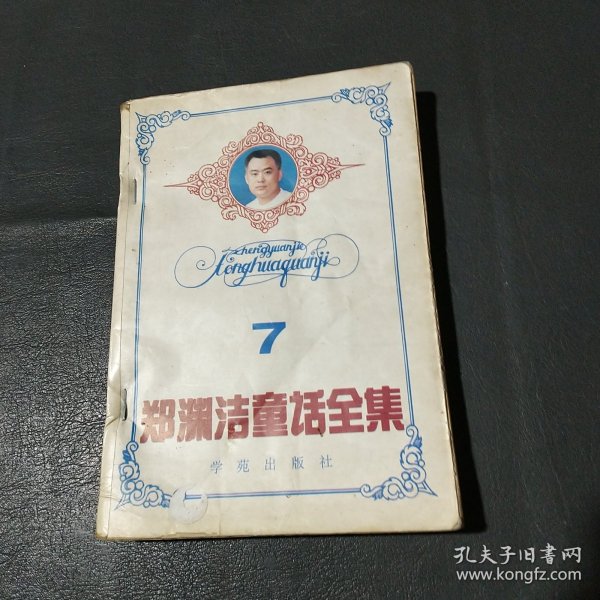 Zhengyuanjie
Tonghuaquanji
7
郑渊洁童话全集
学苑出版社
孔夫子旧书网
www.kongfz.com